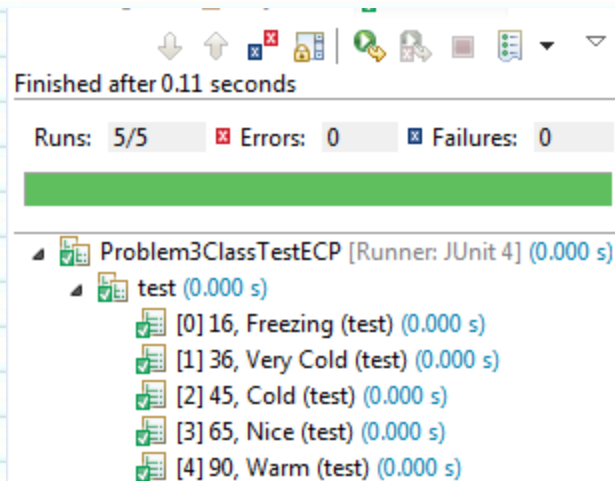 Finished after 0.11 seconds
Runs: 5/5 Errors: 0 Failures: 0
Problem3ClassTestECP [Runner: JUnit 4] (0.000 s)
test (0.000 s)
[0] 16, Freezing (test) (0.000 s)
[1] 36, Very Cold (test) (0.000 s)
[2] 45, Cold (test) (0.000 s)
[3] 65, Nice (test) (0.000 s)
[4] 90, Warm (test) (0.000 s)